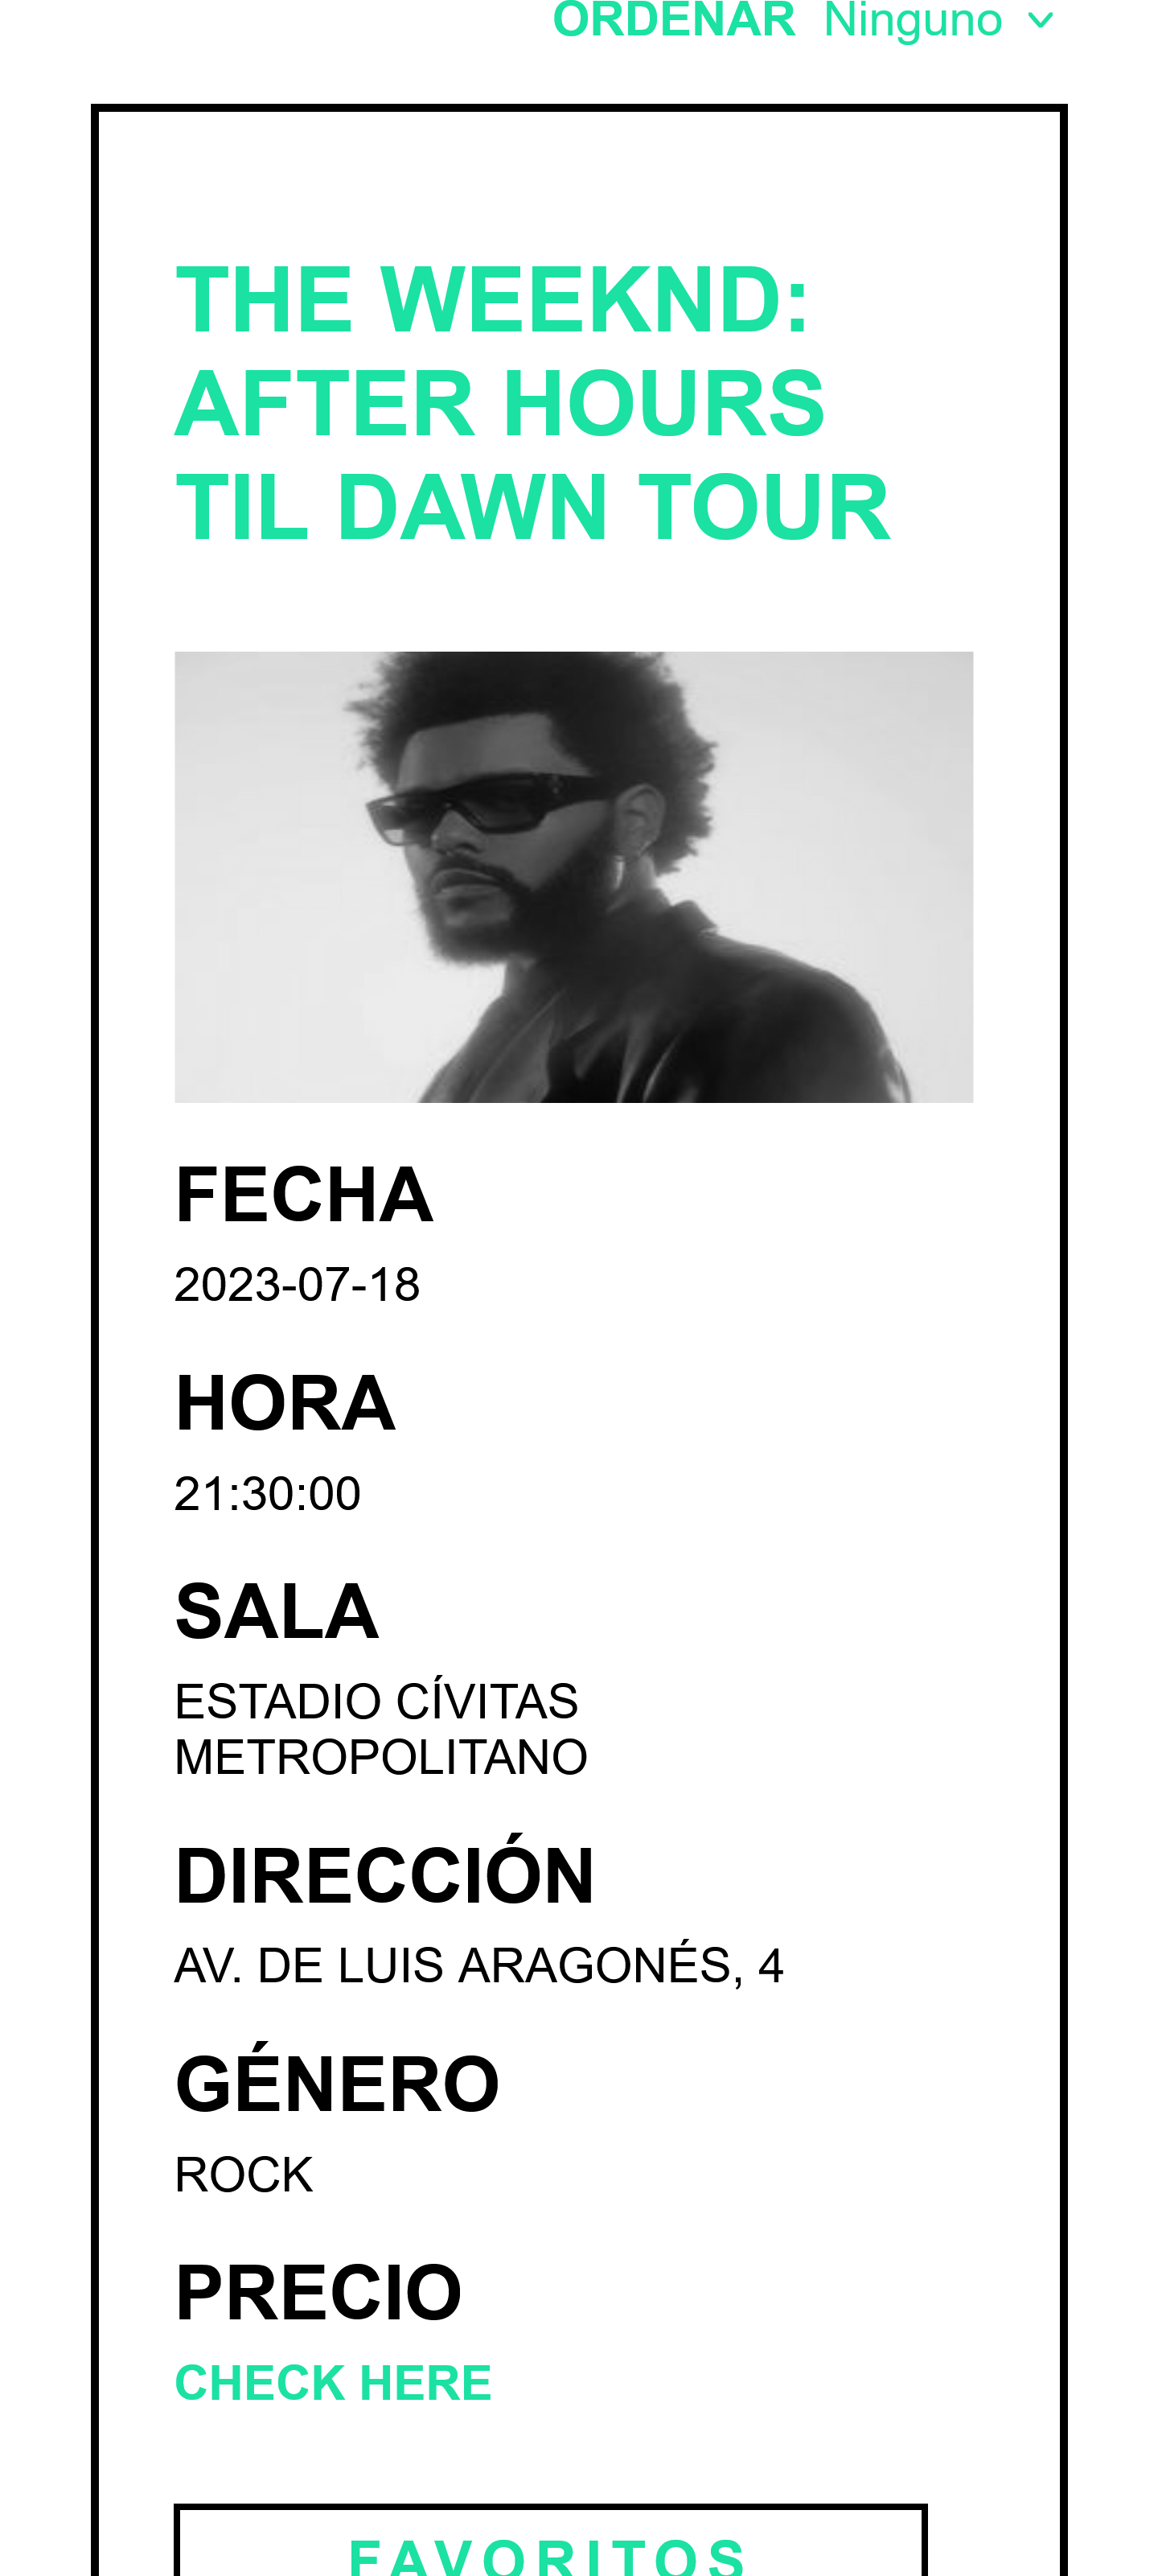 ORDENAR Ninguno
THE WEEKND:
AFTER HOURS
TIL DAWN TOUR
FECHA
2023-07-18
HORA
21:30:00
SALA
ESTADIO CÍVITAS
METROPOLITANO
DIRECCIÓN
AV. DE LUIS ARAGONÉS, 4
GÉNERO
ROCK
PRECIO
CHECK HERE
FAVORITOS